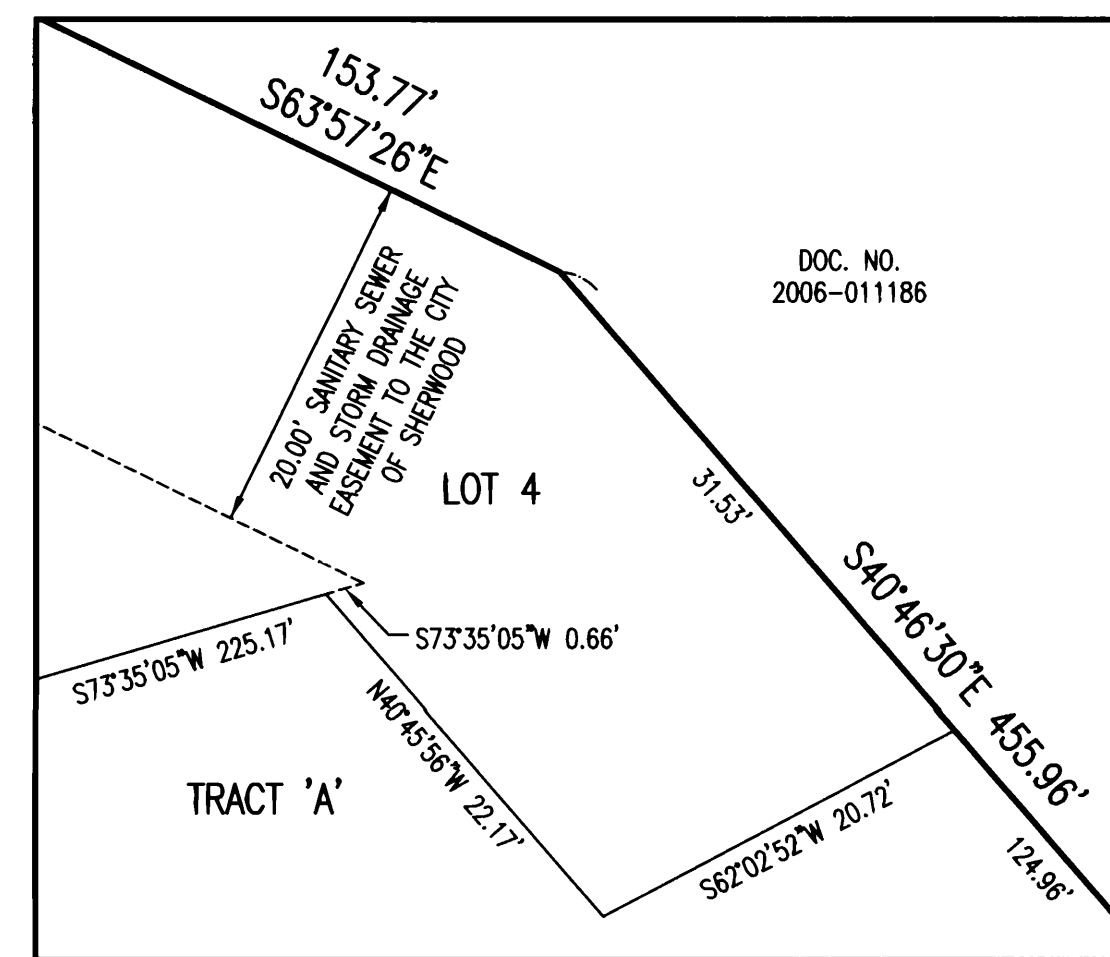 153.77'
S63°57'26"E
DOC. NO.
2006-011186
20.00' SANITARY SEWER
AND STORM DRAINAGE
EASEMENT TO THE CITY
OF SHERWOOD
LOT 4
31.53'
S40°46'30"E 455.96'
S73°35'05"W 0.66'
S73°35'05"W 225.17'
N40°45'56"W 22.17'
TRACT 'A'
S62°02'52"W 20.72'
124.96'